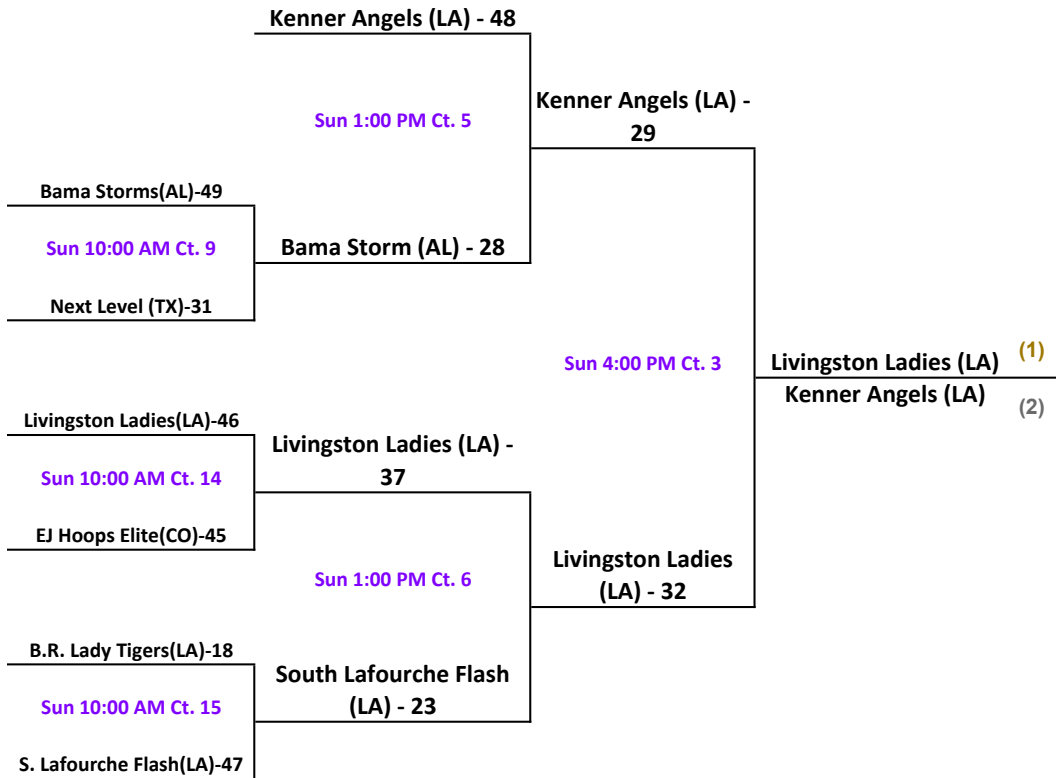 Kenner Angels (LA) - 48
Sun 1:00 PM Ct. 5
Kenner Angels (LA) -
29
Bama Storms(AL)-49
Sun 10:00 AM Ct. 9
Bama Storm (AL) - 28
Next Level (TX)-31
Sun 4:00 PM Ct. 3
Livingston Ladies (LA)
(1)
Kenner Angels (LA)
(2)
Livingston Ladies(LA)-46
Sun 10:00 AM Ct. 14
Livingston Ladies (LA) -
37
EJ Hoops Elite(CO)-45
Sun 1:00 PM Ct. 6
Livingston Ladies
(LA) - 32
B.R. Lady Tigers(LA)-18
Sun 10:00 AM Ct. 15
South Lafourche Flash
(LA) - 23
S. Lafourche Flash(LA)-47